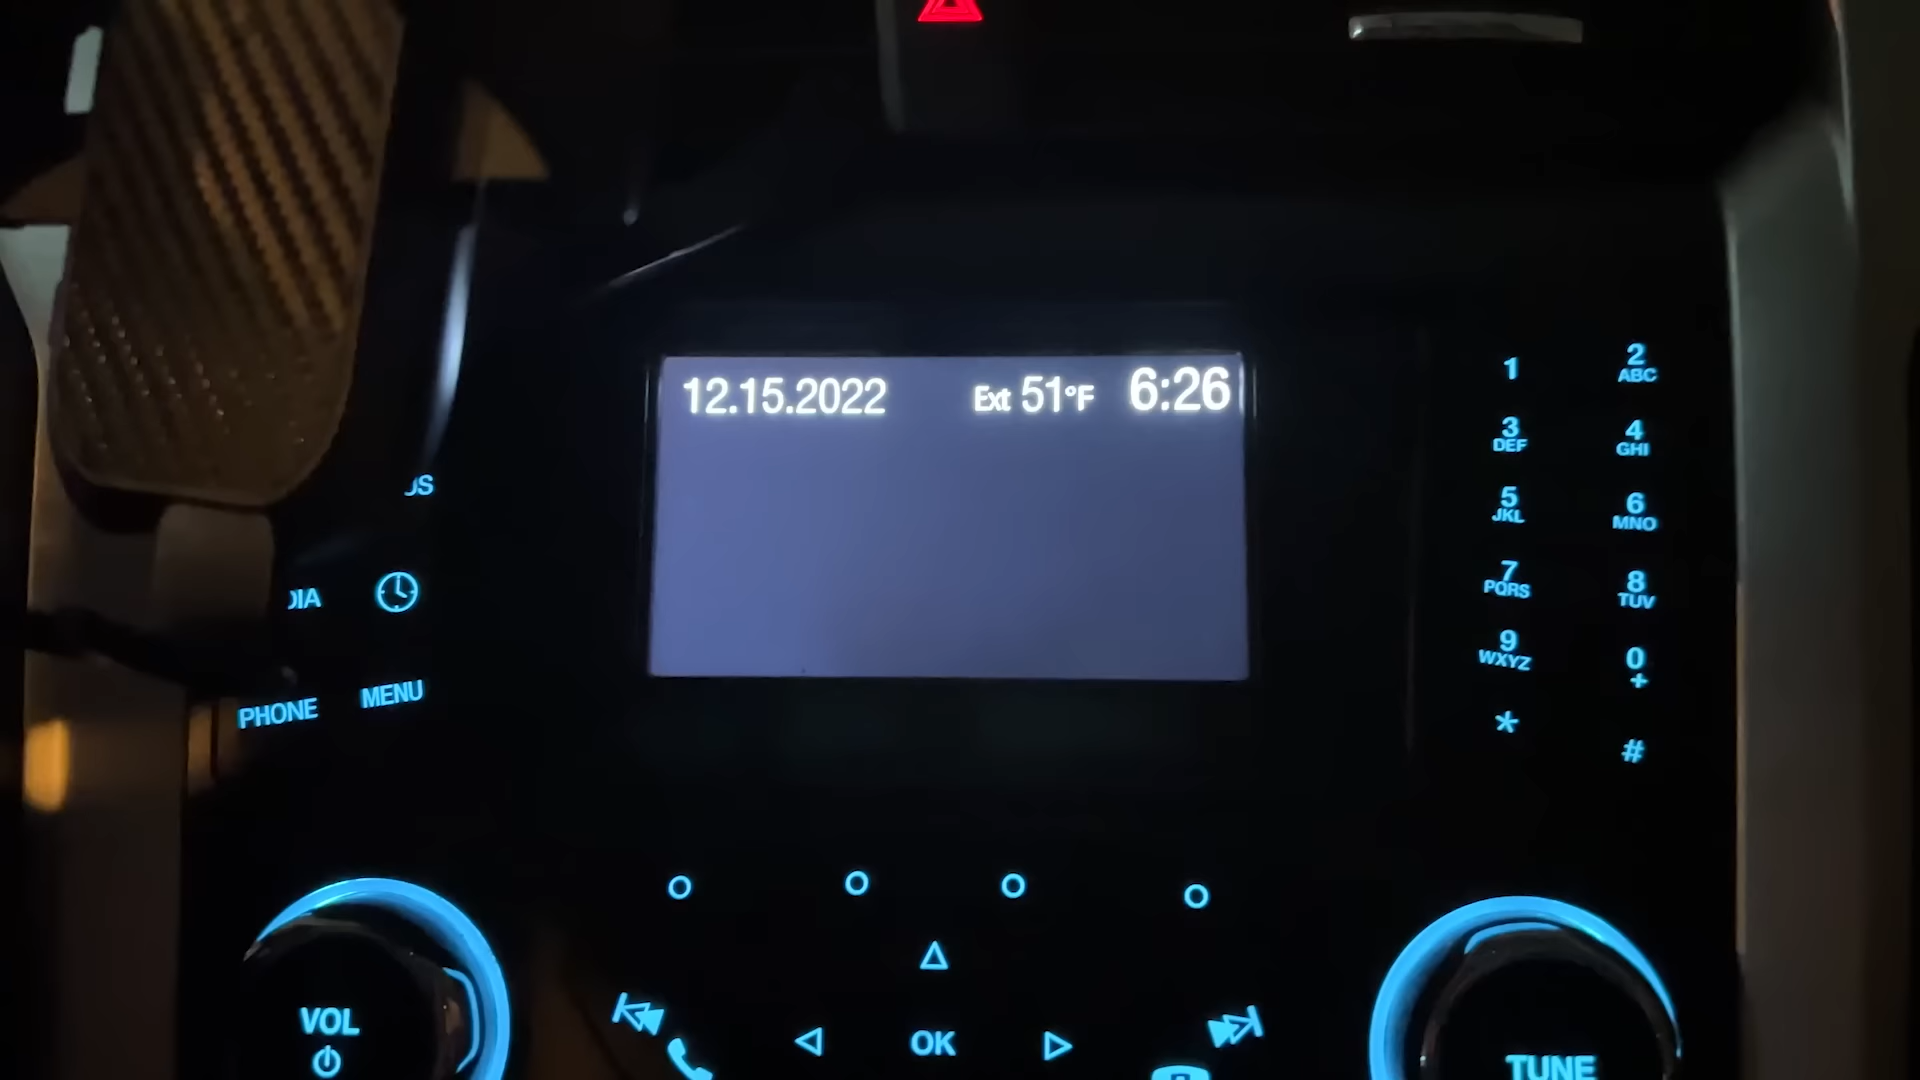 12.15.2022 Ext 51°F 6:26
1
2
ABC
3
DEF
4
GHI
5
JKL
6
MNO
7
PQRS
8
TUV
9
WXYZ
0
+
*
#
PHONE
MENU
VOL
OK
TUNE